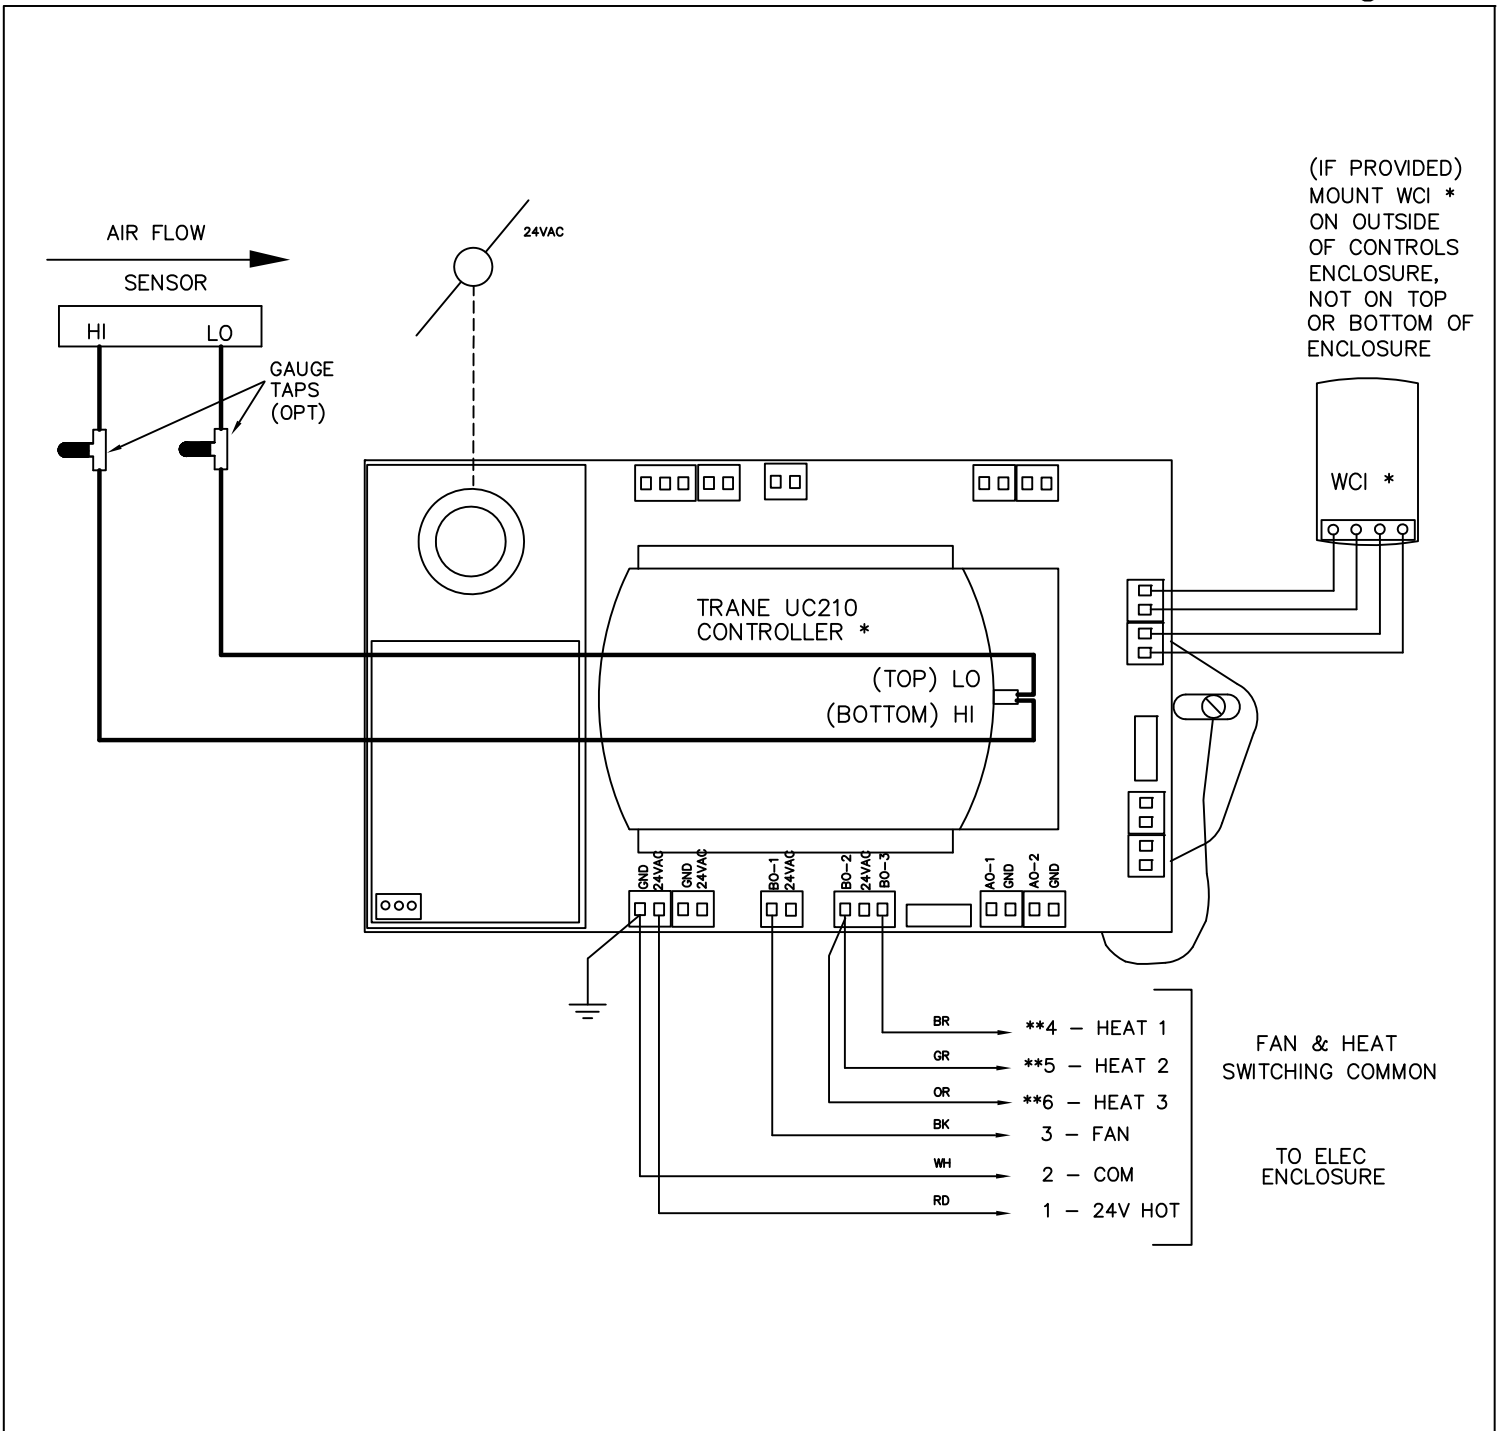 (IF PROVIDED)
MOUNT WCI *
ON OUTSIDE
OF CONTROLS
ENCLOSURE,
NOT ON TOP
OR BOTTOM OF
ENCLOSURE
AIR FLOW
SENSOR
HI
LO
24VAC
GAUGE
TAPS
(OPT)
WCI *
TRANE UC210
CONTROLLER *
(TOP) LO
(BOTTOM) HI
GND
24VAC
GND
24VAC
BO-1
24VAC
BO-2
24VAC
BO-3
AO-1
GND
AO-2
GND
BR
**4 - HEAT 1
GR
**5 - HEAT 2
OR
**6 - HEAT 3
BK
3 - FAN
WH
2 - COM
RD
1 - 24V HOT
FAN & HEAT
SWITCHING COMMON
TO ELEC
ENCLOSURE